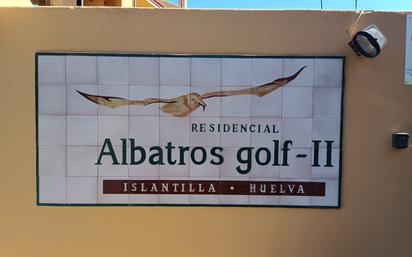 RESIDENCIAL
Albatros golf-II
ISLANTILLA · HUELVA